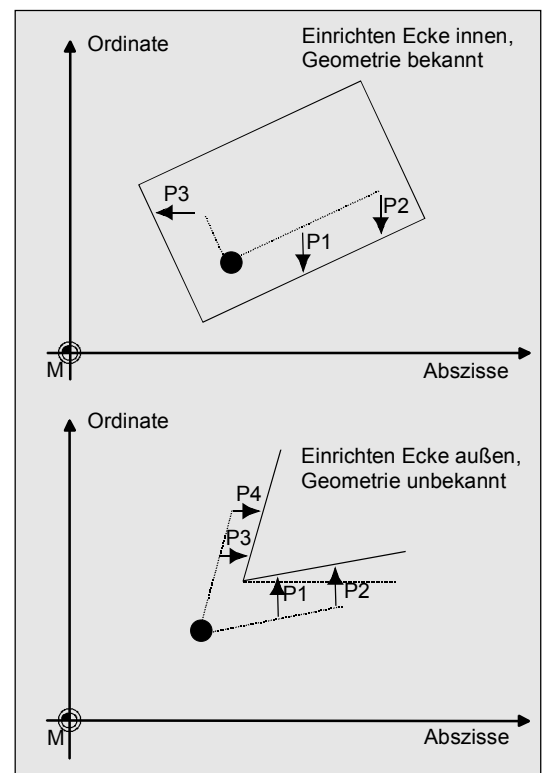 Ordinate
Einrichten Ecke innen,
Geometrie bekannt
P3
P2
P1
M
Abszisse
Ordinate
Einrichten Ecke außen,
Geometrie unbekannt
P4
P3
P1
P2
M
Abszisse